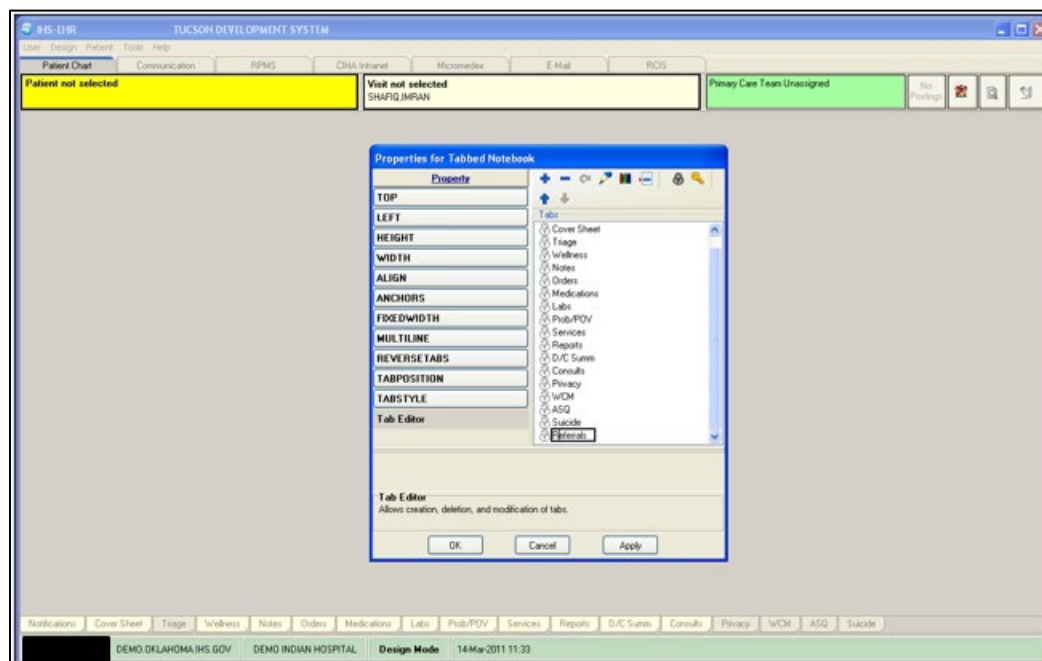 IHS-EHR TUCSON DEVELOPMENT SYSTEM
User Design Patient Tools Help
Patient Chart Communication RPMS CIHA Intranet Micromedex E-Mail RCIS
Patient not selected
Visit not selected
SHAFIQ,IMRAN
Primary Care Team Unassigned
No Postings
Properties for Tabbed Notebook
Property
TOP
LEFT
HEIGHT
WIDTH
ALIGN
ANCHORS
FIXEDWIDTH
MULTILINE
REVERSETABS
TABPOSITION
TABSTYLE
Tab Editor
Tabs
Cover Sheet
Triage
Wellness
Notes
Orders
Medications
Labs
Prob/POV
Services
Reports
D/C Summ
Consults
Privacy
WCM
ASQ
Suicide
Referrals
Tab Editor
Allows creation, deletion, and modification of tabs.
OK Cancel Apply
Notifications Cover Sheet Triage Wellness Notes Orders Medications Labs Prob/POV Services Reports D/C Summ Consults Privacy WCM ASQ Suicide
DEMO.OKLAHOMA.IHS.GOV DEMO INDIAN HOSPITAL Design Mode 14-Mar-2011 11:33